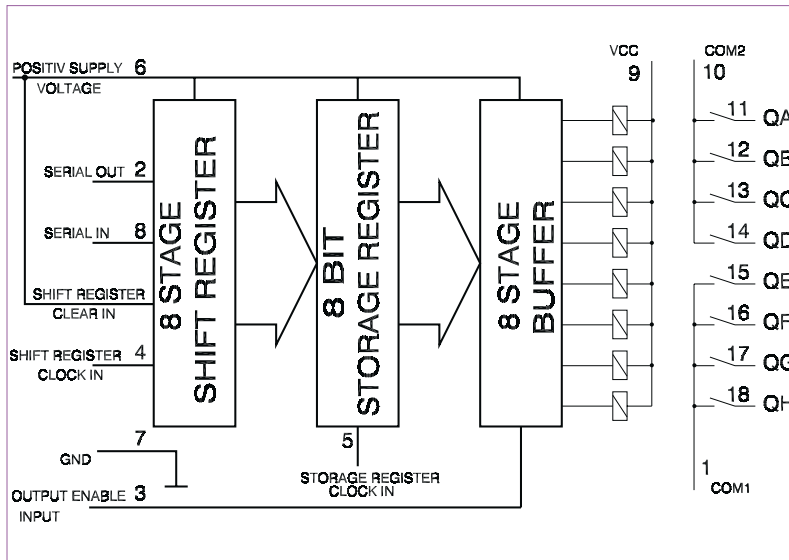 POSITIV SUPPLY 6
VOLTAGE
SERIAL OUT 2
SERIAL IN 8
SHIFT REGISTER
CLEAR IN
SHIFT REGISTER 4
CLOCK IN
7
GND
OUTPUT ENABLE 3
INPUT
8 STAGE
SHIFT REGISTER
8 BIT
STORAGE REGISTER
5
STORAGE REGISTER
CLOCK IN
8 STAGE
BUFFER
VCC
9
COM2
10
11 QA
12 QB
13 QC
14 QD
15 QE
16 QF
17 QG
18 QH
1
COM1